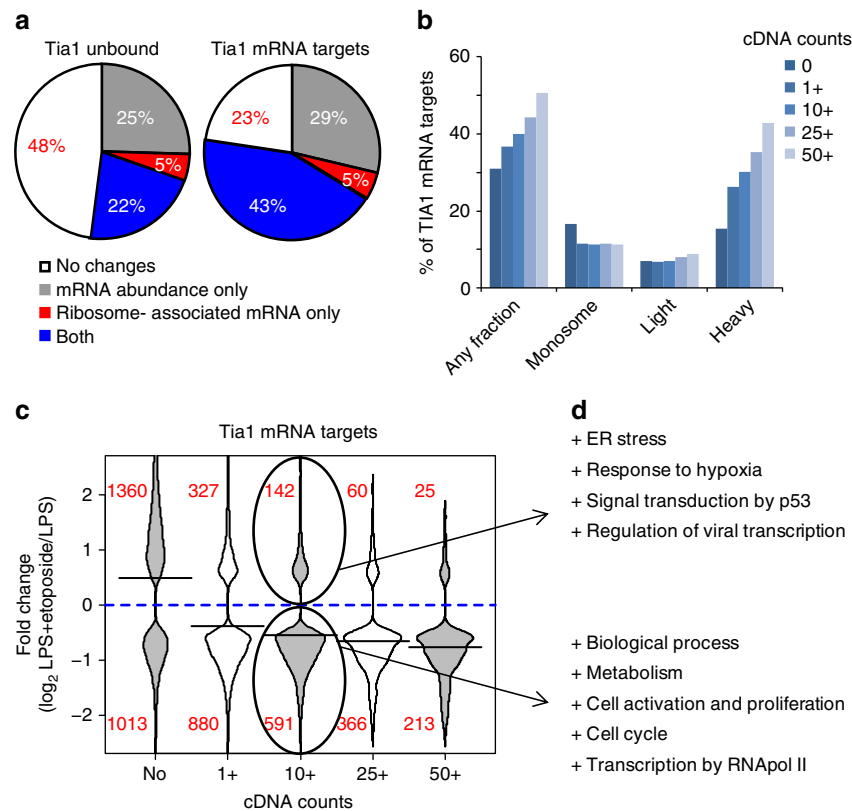 a
Tia1 unbound
Tia1 mRNA targets
25%
48%
5%
22%
29%
23%
5%
43%
No changes
mRNA abundance only
Ribosome- associated mRNA only
Both
b
% of TIA1 mRNA targets
60
40
20
0
Any fraction
Monosome
Light
Heavy
cDNA counts
0
1+
10+
25+
50+
c
Tia1 mRNA targets
Fold change
(log2 LPS+etoposide/LPS)
2
1
0
−1
−2
1360
327
142
60
25
1013
880
591
366
213
No
1+
10+
25+
50+
cDNA counts
d
+ ER stress
+ Response to hypoxia
+ Signal transduction by p53
+ Regulation of viral transcription
+ Biological process
+ Metabolism
+ Cell activation and proliferation
+ Cell cycle
+ Transcription by RNApol II